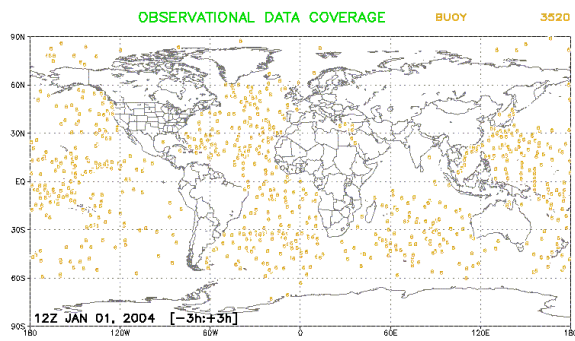 OBSERVATIONAL DATA COVERAGE BUOY 3520
90N
60N
30N
EQ
30S
60S
90S
12Z JAN 01, 2004 [-3h:+3h]
180 120W 60W 0 60E 120E 180